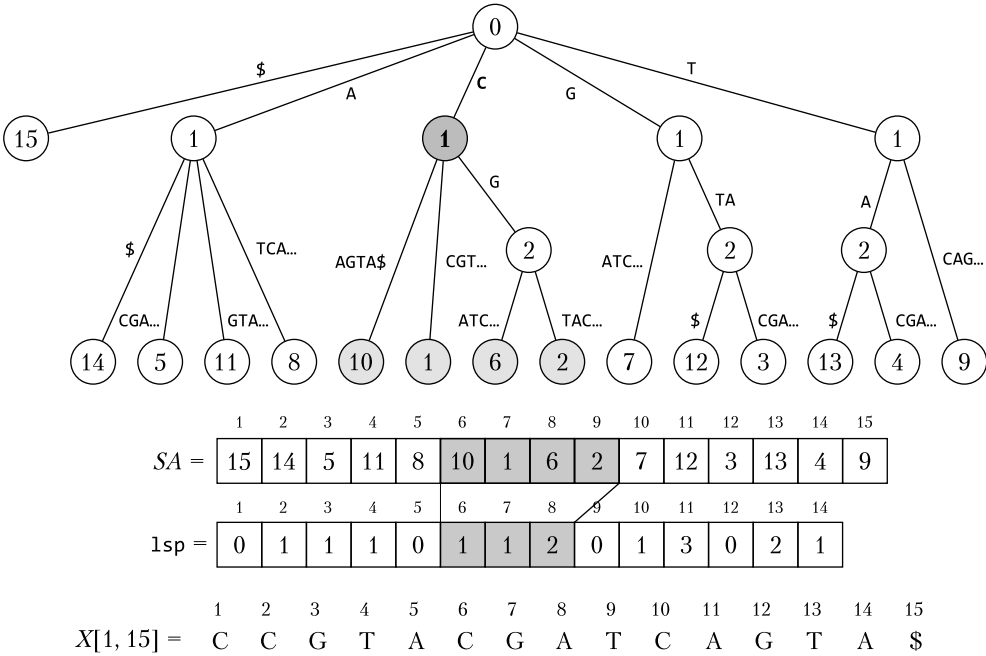 0
$ A C G T
15 1 1 1 1
G TA A
$ TCA... AGTA$ CGT... 2 ATC... 2 2 CAG...
CGA... GTA... ATC... TAC... $ CGA... $ CGA...
14 5 11 8 10 1 6 2 7 12 3 13 4 9
1 2 3 4 5 6 7 8 9 10 11 12 13 14 15
SA = 15 14 5 11 8 10 1 6 2 7 12 3 13 4 9
1 2 3 4 5 6 7 8 9 10 11 12 13 14
lsp = 0 1 1 1 0 1 1 2 0 1 3 0 2 1
1 2 3 4 5 6 7 8 9 10 11 12 13 14 15
X[1, 15] = C C G T A C G A T C A G T A $